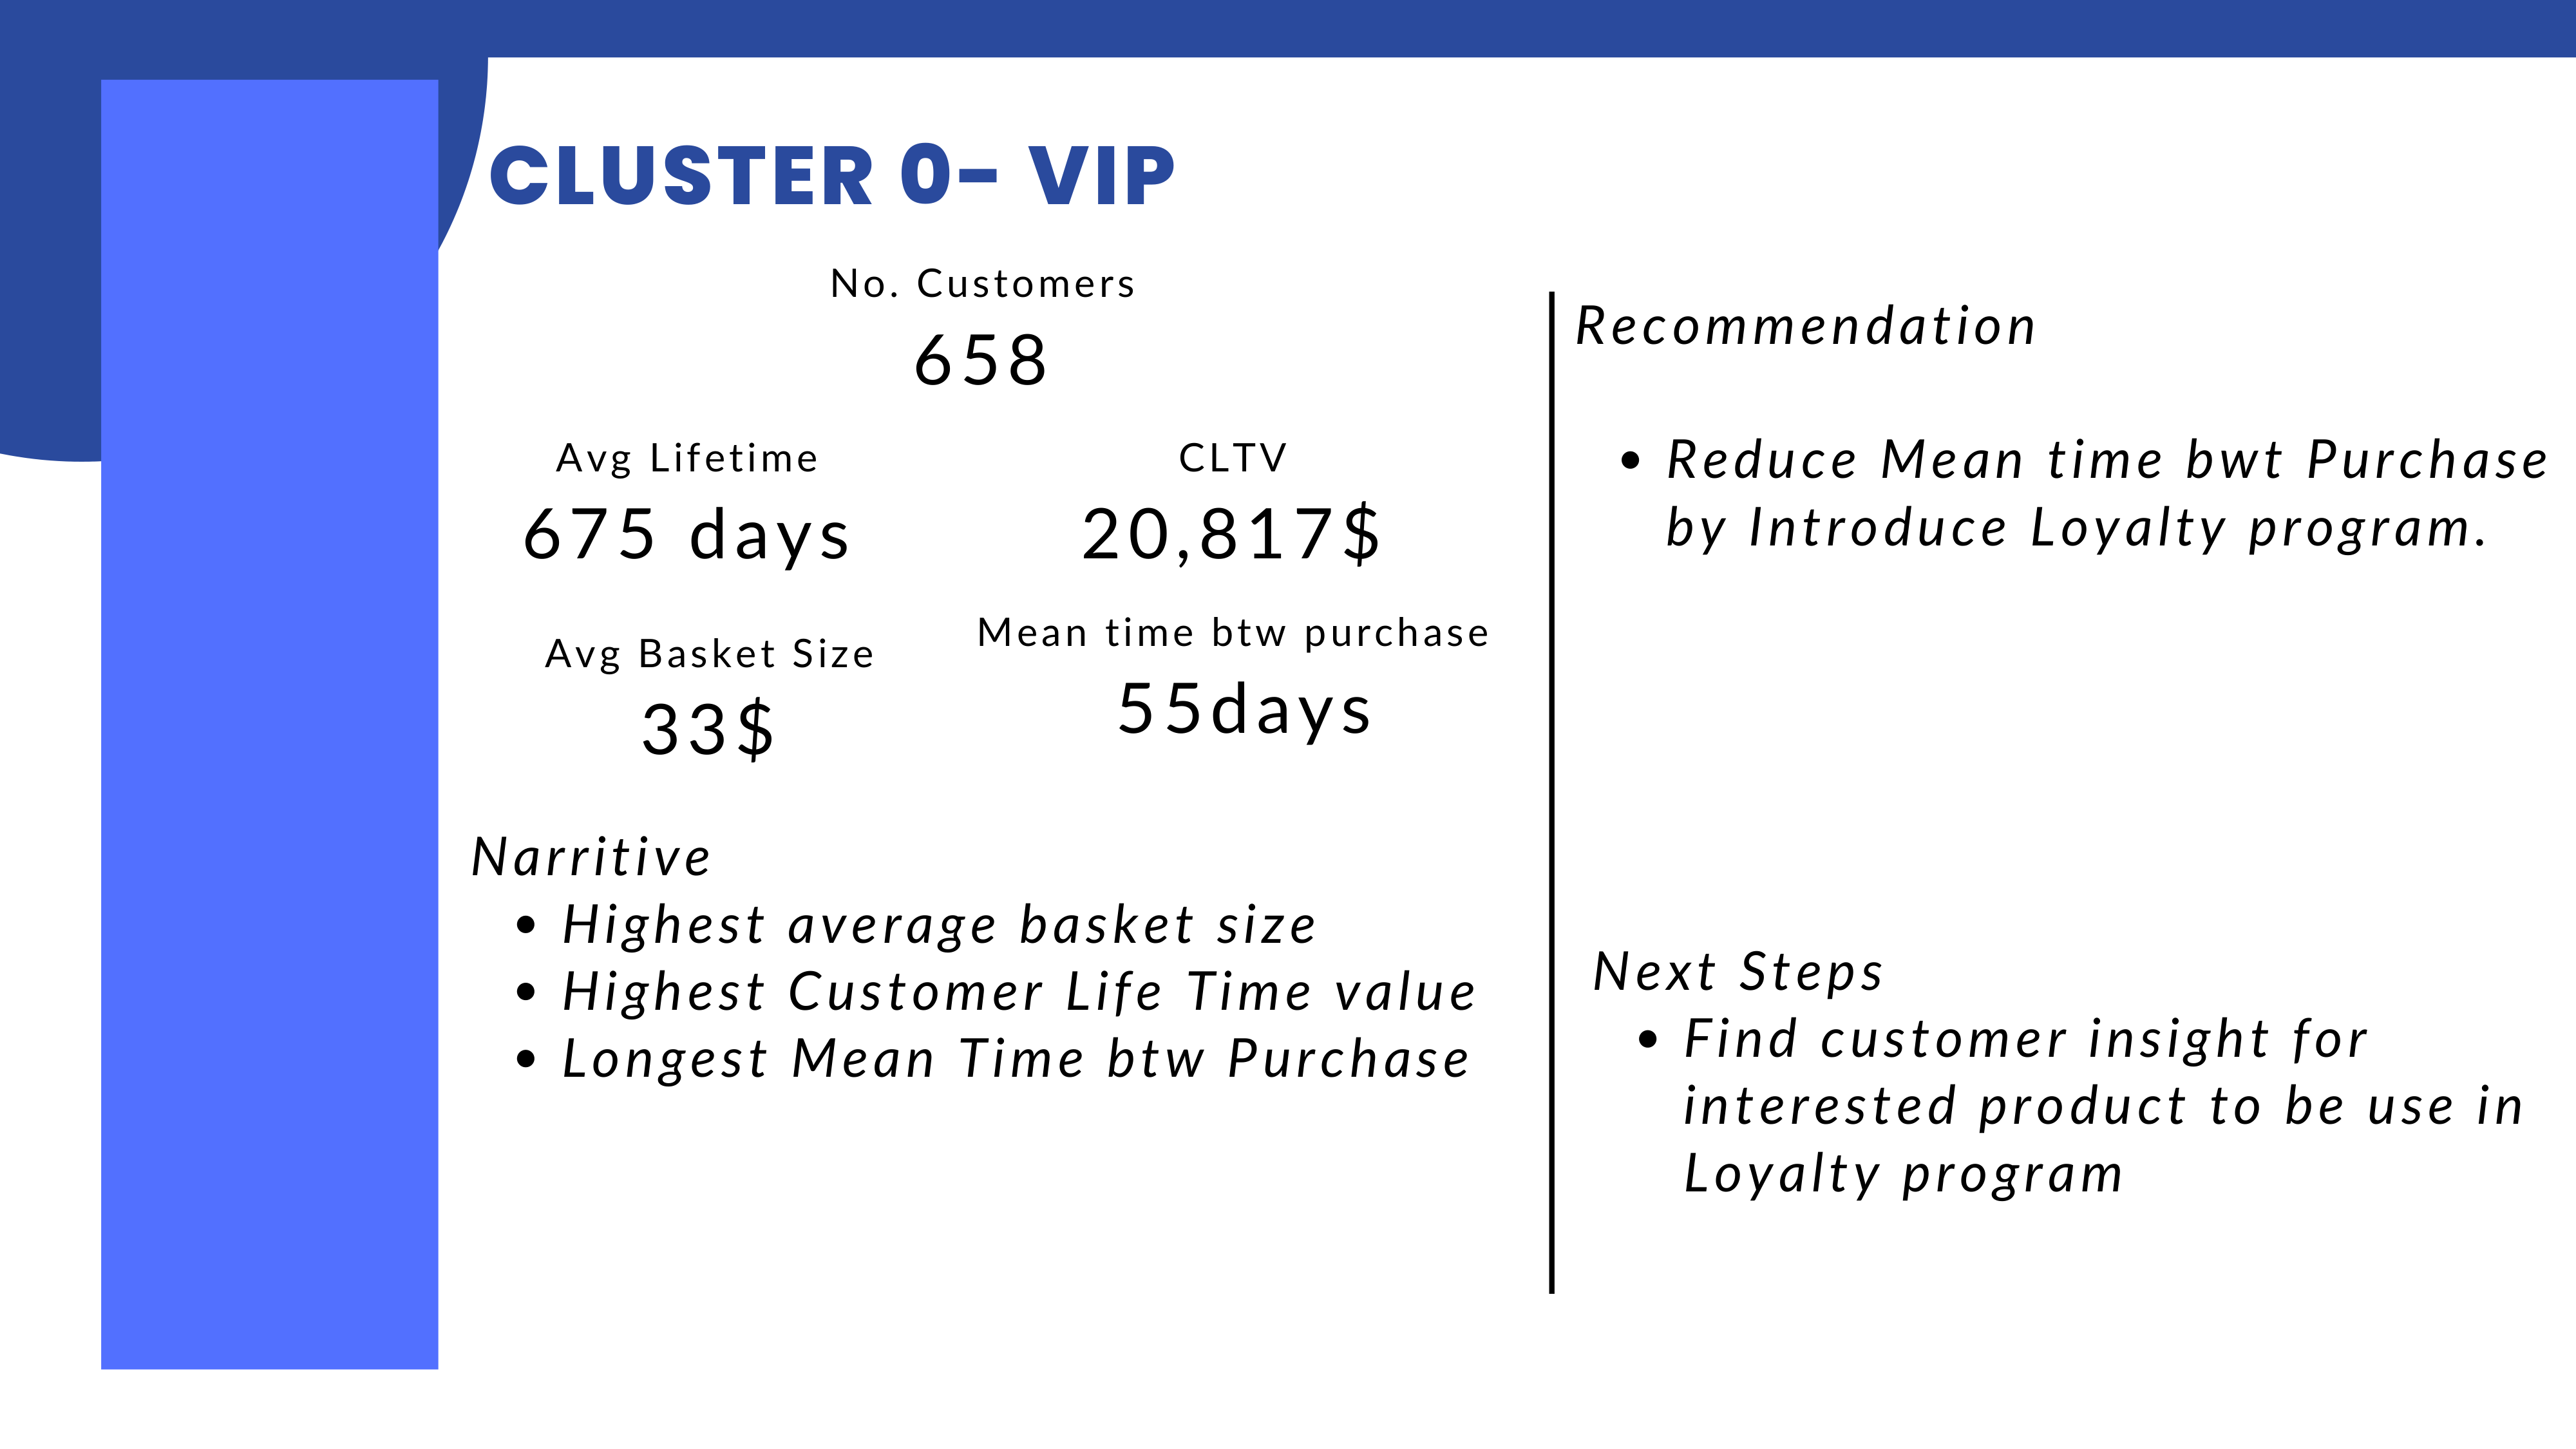 CLUSTER 0- VIP
No. Customers
658
Avg Lifetime
675 days
CLTV
20,817$
Avg Basket Size
33$
Mean time btw purchase
55days
Narritive
• Highest average basket size
• Highest Customer Life Time value
• Longest Mean Time btw Purchase
Recommendation
• Reduce Mean time bwt Purchase
by Introduce Loyalty program.
Next Steps
• Find customer insight for
interested product to be use in
Loyalty program